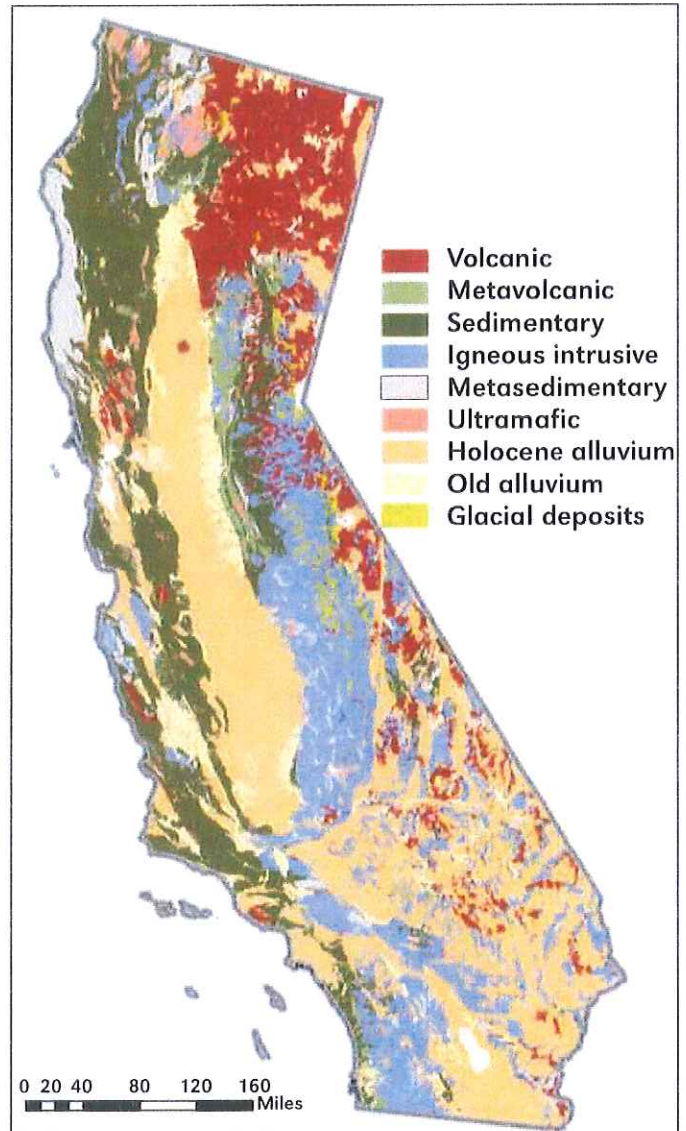 Volcanic
Metavolcanic
Sedimentary
Igneous intrusive
Metasedimentary
Ultramafic
Holocene alluvium
Old alluvium
Glacial deposits
0 20 40 80 120 160
Miles